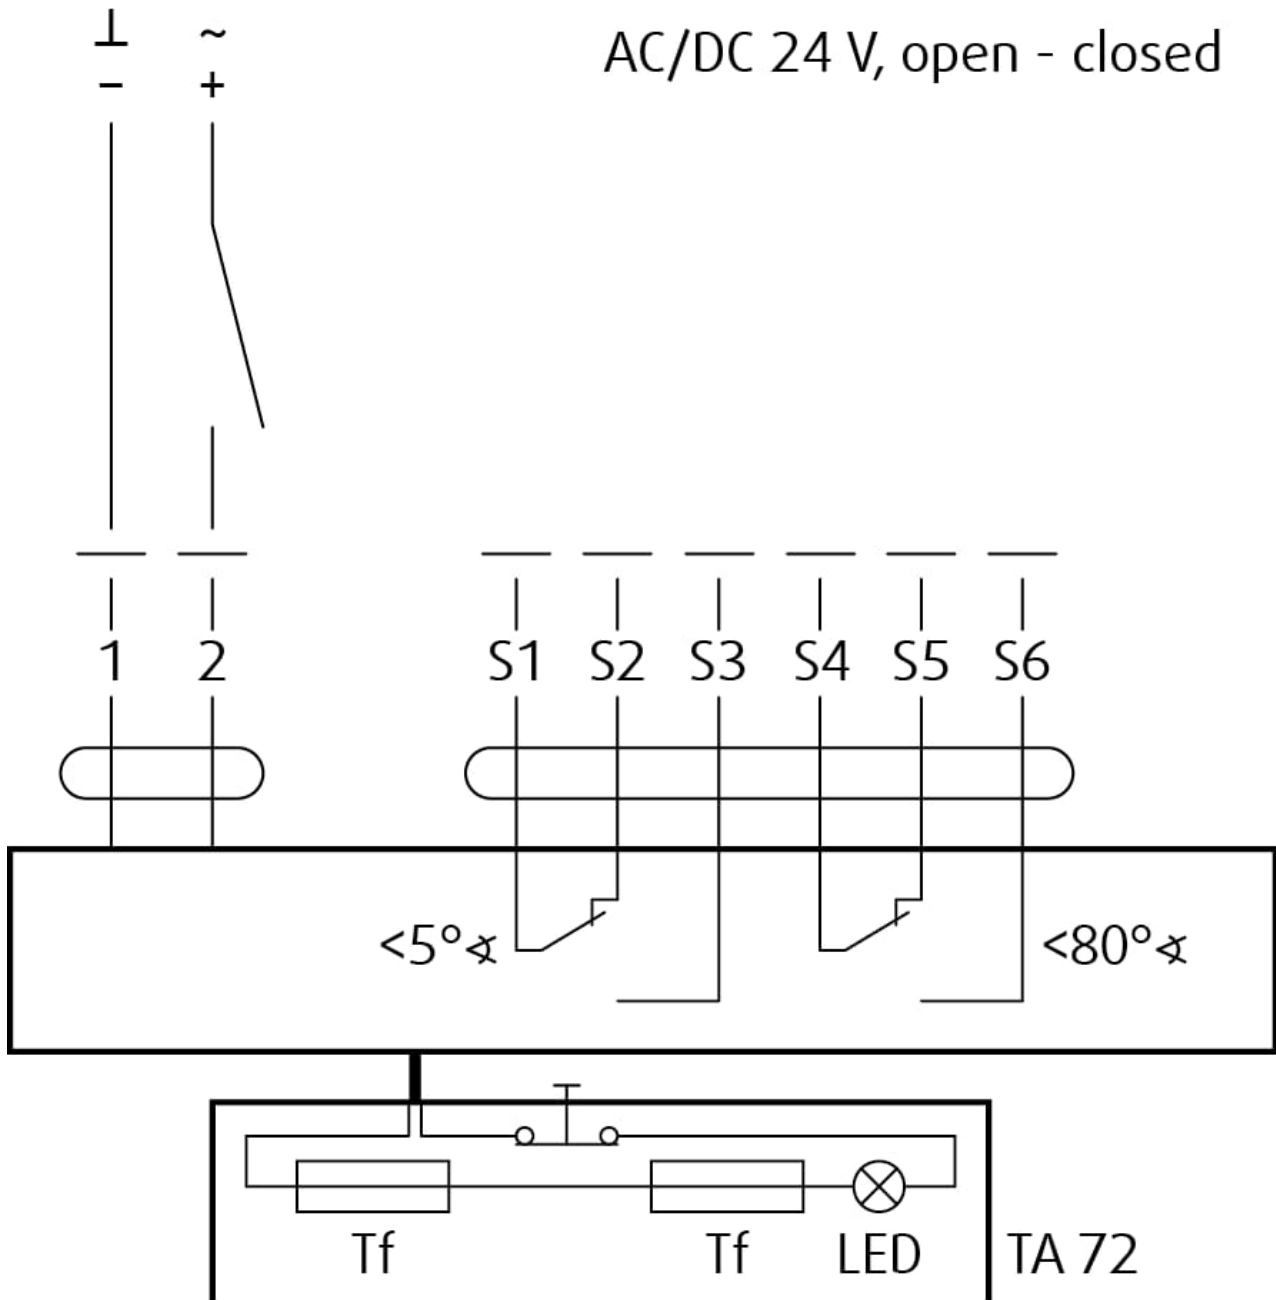 ⊥ ~ AC/DC 24 V, open - closed
− +
1 2 S1 S2 S3 S4 S5 S6
<5°∢ <80°∢
Tf Tf LED TA 72